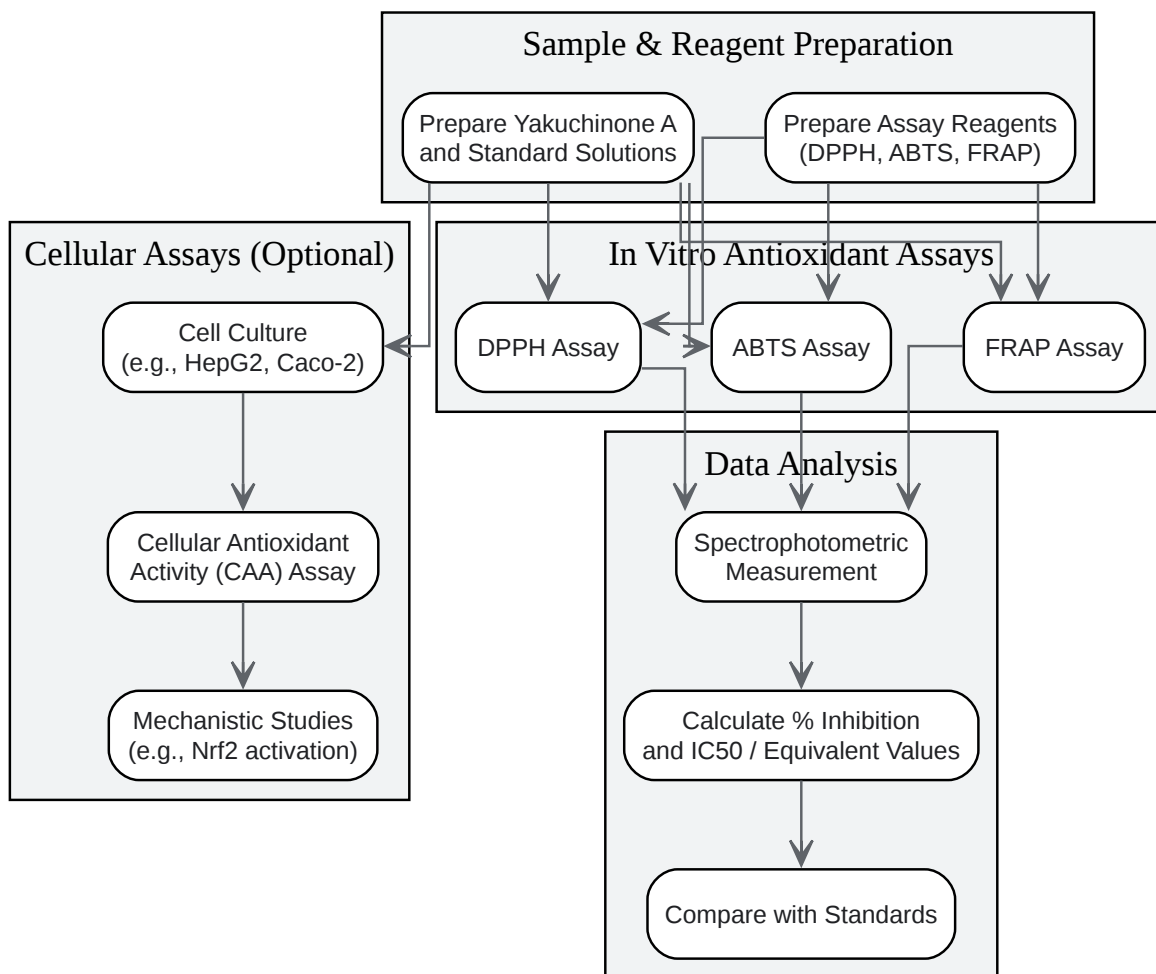 Sample & Reagent Preparation
Prepare Yakuchinone A
and Standard Solutions
Prepare Assay Reagents
(DPPH, ABTS, FRAP)
Cellular Assays (Optional)
Cell Culture
(e.g., HepG2, Caco-2)
Cellular Antioxidant
Activity (CAA) Assay
Mechanistic Studies
(e.g., Nrf2 activation)
In Vitro Antioxidant Assays
DPPH Assay
ABTS Assay
FRAP Assay
Data Analysis
Spectrophotometric
Measurement
Calculate % Inhibition
and IC50 / Equivalent Values
Compare with Standards